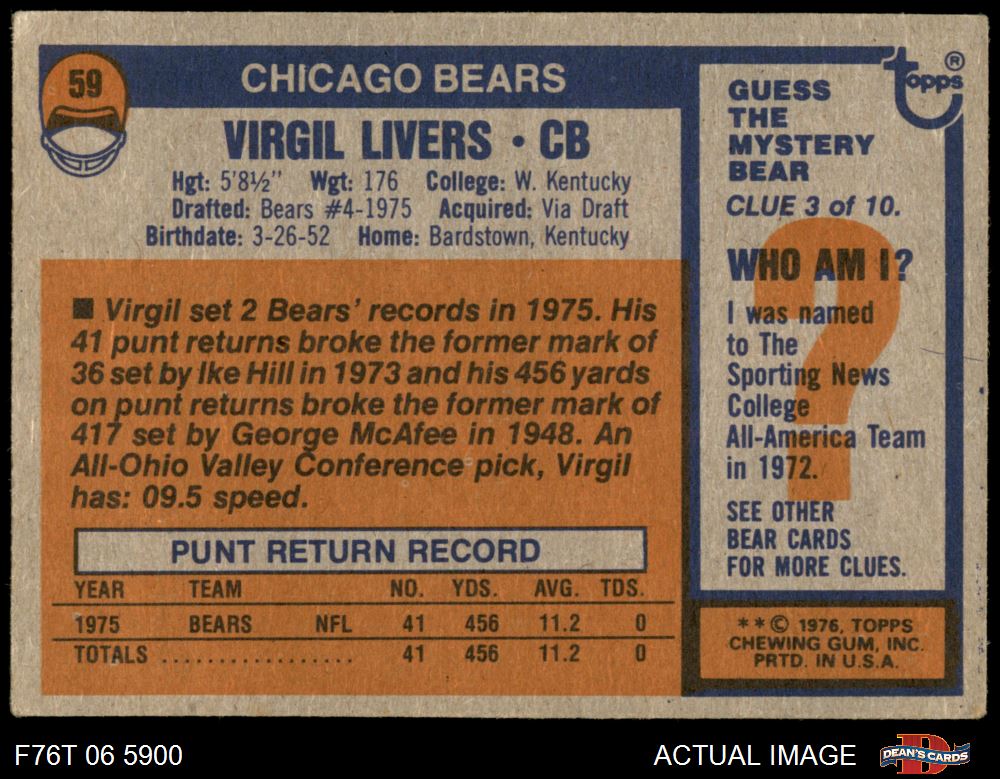 59
CHICAGO BEARS
VIRGIL LIVERS • CB
Hgt: 5'8½" Wgt: 176 College: W. Kentucky
Drafted: Bears #4-1975 Acquired: Via Draft
Birthdate: 3-26-52 Home: Bardstown, Kentucky
■ Virgil set 2 Bears' records in 1975. His
41 punt returns broke the former mark of
36 set by Ike Hill in 1973 and his 456 yards
on punt returns broke the former mark of
417 set by George McAfee in 1948. An
All-Ohio Valley Conference pick, Virgil
has: 09.5 speed.
PUNT RETURN RECORD
YEAR TEAM NO. YDS. AVG. TDS.
1975 BEARS NFL 41 456 11.2 0
TOTALS .................. 41 456 11.2 0
Topps ®
GUESS
THE
MYSTERY
BEAR
CLUE 3 of 10.
WHO AM I?
I was named
to The
Sporting News
College
All-America Team
in 1972.
SEE OTHER
BEAR CARDS
FOR MORE CLUES.
?
* * © 1976, TOPPS
CHEWING GUM, INC.
PRTD. IN U.S.A.
F76T 06 5900
ACTUAL IMAGE
DEAN'S CARDS